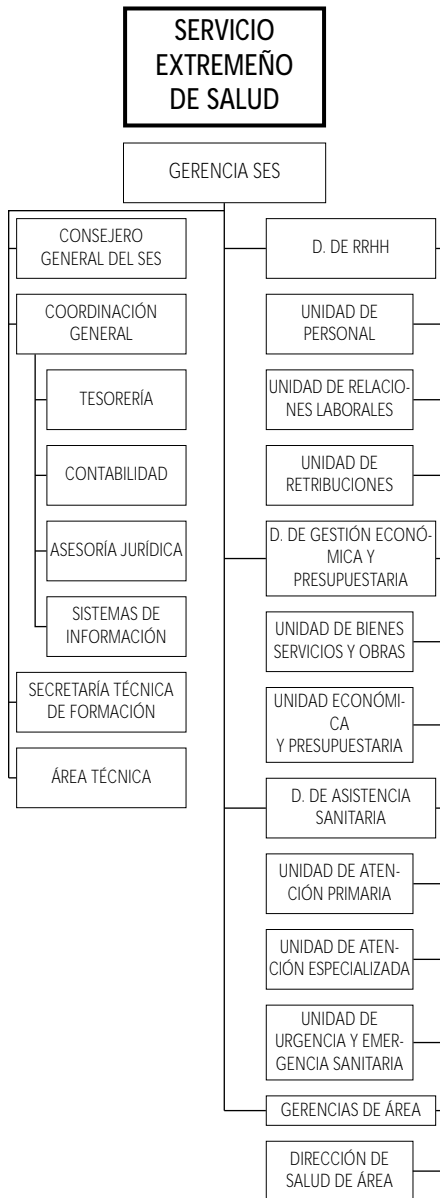 SERVICIO
EXTREMEÑO
DE SALUD
GERENCIA SES
CONSEJERO
GENERAL DEL SES
COORDINACIÓN
GENERAL
TESORERÍA
CONTABILIDAD
ASESORÍA JURÍDICA
SISTEMAS DE
INFORMACIÓN
SECRETARÍA TÉCNICA
DE FORMACIÓN
ÁREA TÉCNICA
D. DE RRHH
UNIDAD DE
PERSONAL
UNIDAD DE RELACIO-
NES LABORALES
UNIDAD DE
RETRIBUCIONES
D. DE GESTIÓN ECONÓ-
MICA Y
PRESUPUESTARIA
UNIDAD DE BIENES
SERVICIOS Y OBRAS
UNIDAD ECONÓMI-
CA
Y PRESUPUESTARIA
D. DE ASISTENCIA
SANITARIA
UNIDAD DE ATEN-
CIÓN PRIMARIA
UNIDAD DE ATEN-
CIÓN ESPECIALIZADA
UNIDAD DE
URGENCIA Y EMER-
GENCIA SANITARIA
GERENCIAS DE ÁREA
DIRECCIÓN DE
SALUD DE ÁREA